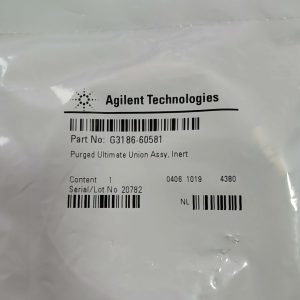 Agilent Technologies
Part No: G3186-60581
Purged Ultimate Union Assy, Inert
Content 1 0406 1019 4380
Serial/Lot No 20782 NL